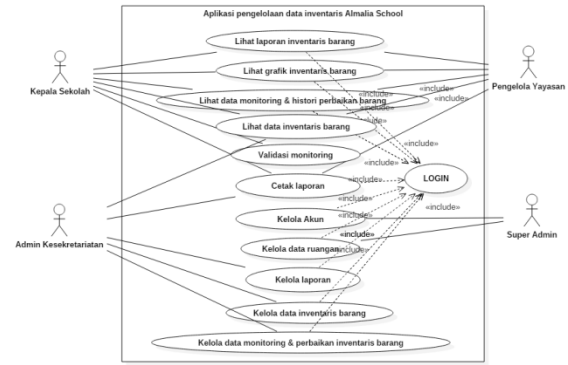 Aplikasi pengelolaan data inventaris Almalia School
Lihat laporan inventaris barang
Lihat grafik inventaris barang
Kepala Sekolah
Pengelola Yayasan
«include»
«include»
Lihat data monitoring & histori perbaikan barang
«include»
«include»
Lihat data inventaris barang
«include»
Validasi monitoring
«include»
Cetak laporan
«include»
LOGIN
Kelola Akun
«include»
«include»
Admin Kesekretariatan
Super Admin
«include»
Kelola data ruangan
«include»
Kelola laporan
Kelola data inventaris barang
Kelola data monitoring & perbaikan inventaris barang